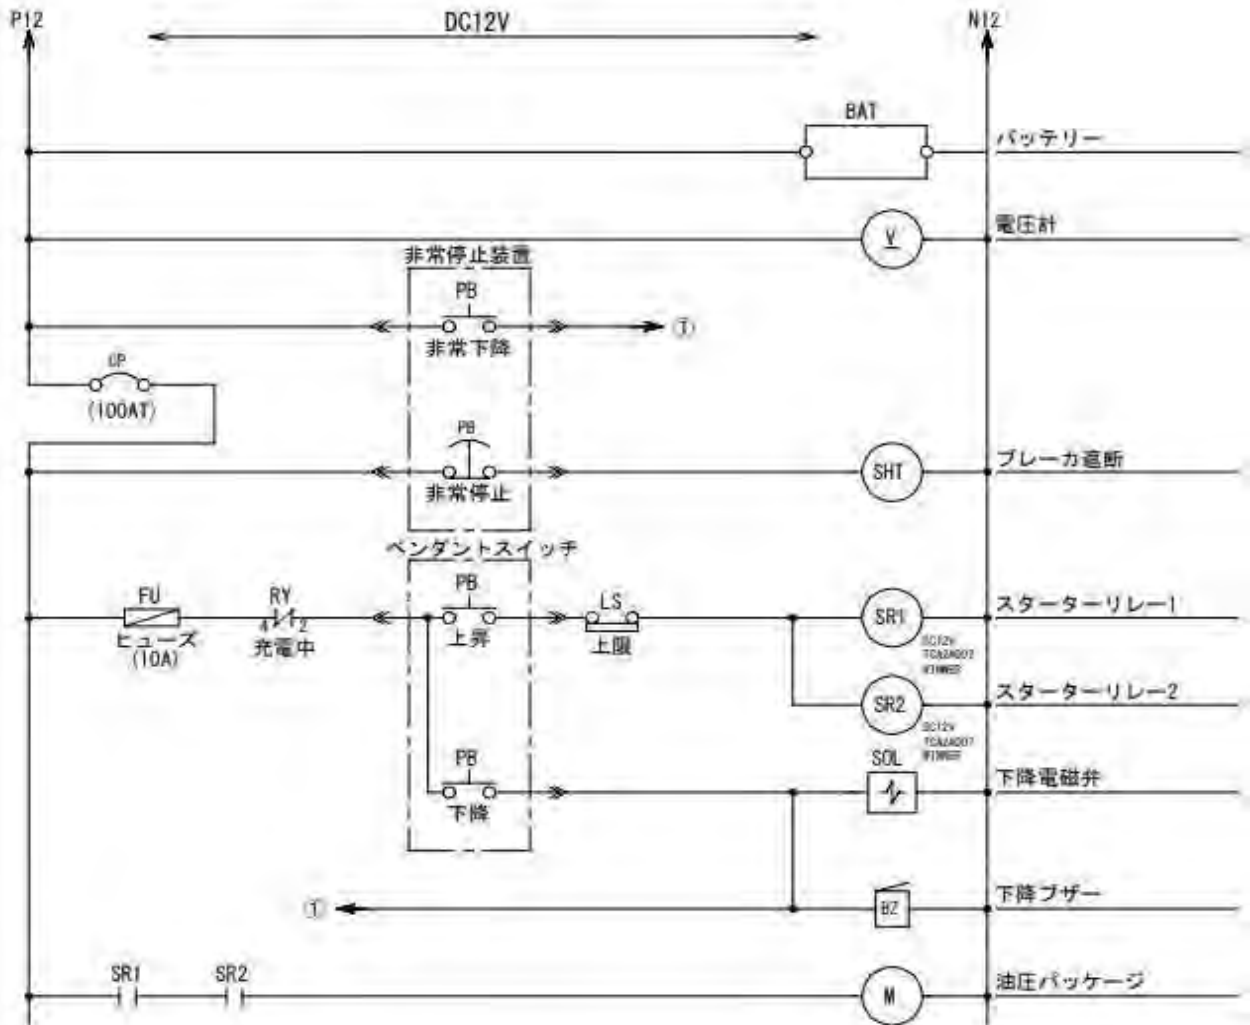 P12
DC12V
N12
BAT
バッテリー
V
電圧計
非常停止装置
PB
非常下降
①
CP
(100AT)
PB
非常停止
SHT
ブレーカ遮断
ペンダントスイッチ
FU
ヒューズ
(10A)
RY
4 2
充電中
PB
上昇
LS
上限
SR1
スターターリレー1
DC12V
SR2
スターターリレー2
DC12V
PB
下降
SOL
下降電磁弁
①
BZ
下降ブザー
SR1
SR2
M
油圧パッケージ